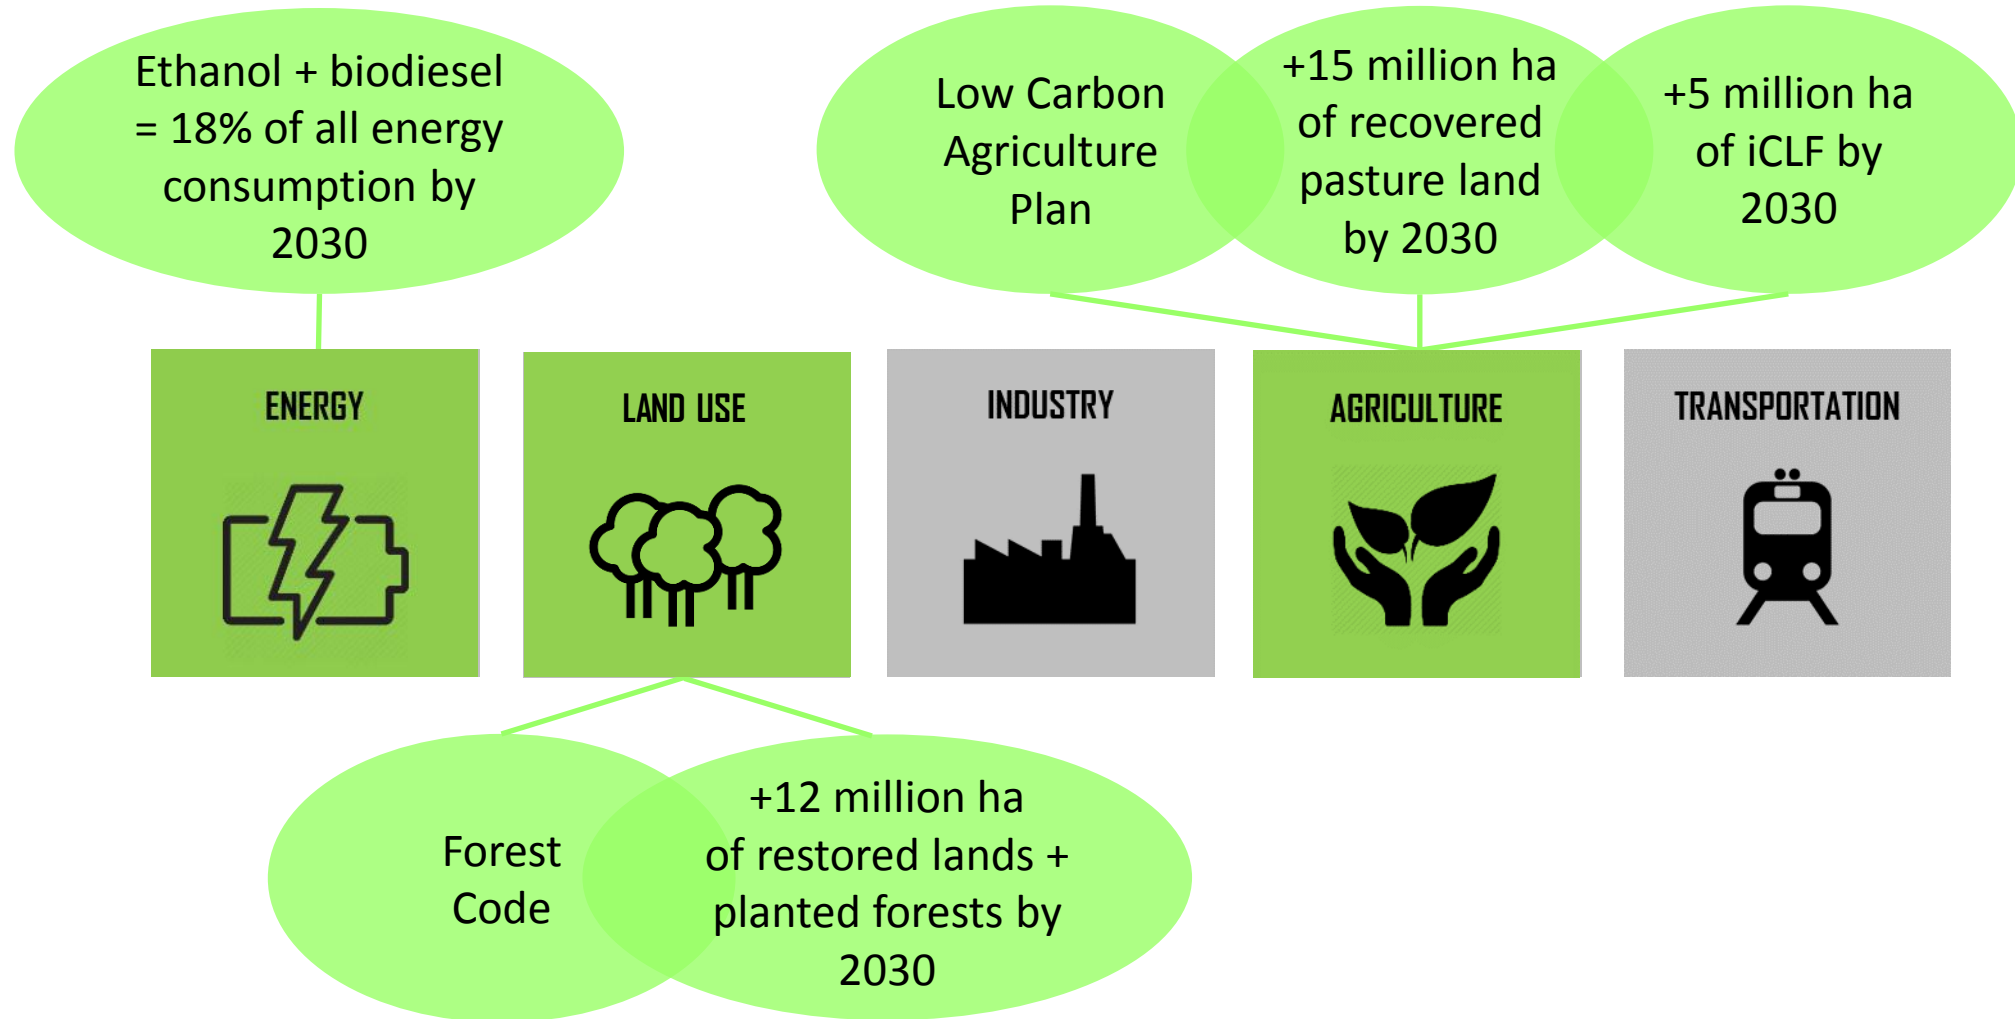 Ethanol + biodiesel
= 18% of all energy
consumption by
2030
Low Carbon
Agriculture
Plan
+15 million ha
of recovered
pasture land
by 2030
+5 million ha
of iCLF by
2030
ENERGY
LAND USE
INDUSTRY
AGRICULTURE
TRANSPORTATION
Forest
Code
+12 million ha
of restored lands +
planted forests by
2030